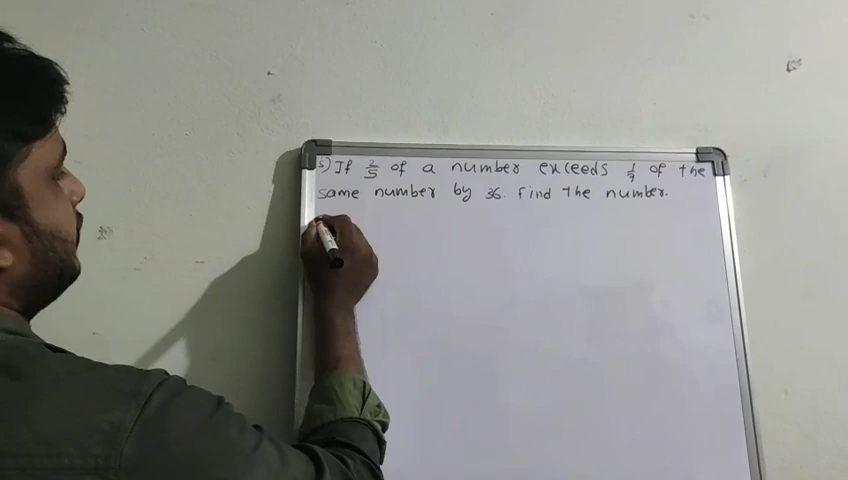 5) If 2/5 of a number exceeds 1/7 of the
same number by 36. Find the number.